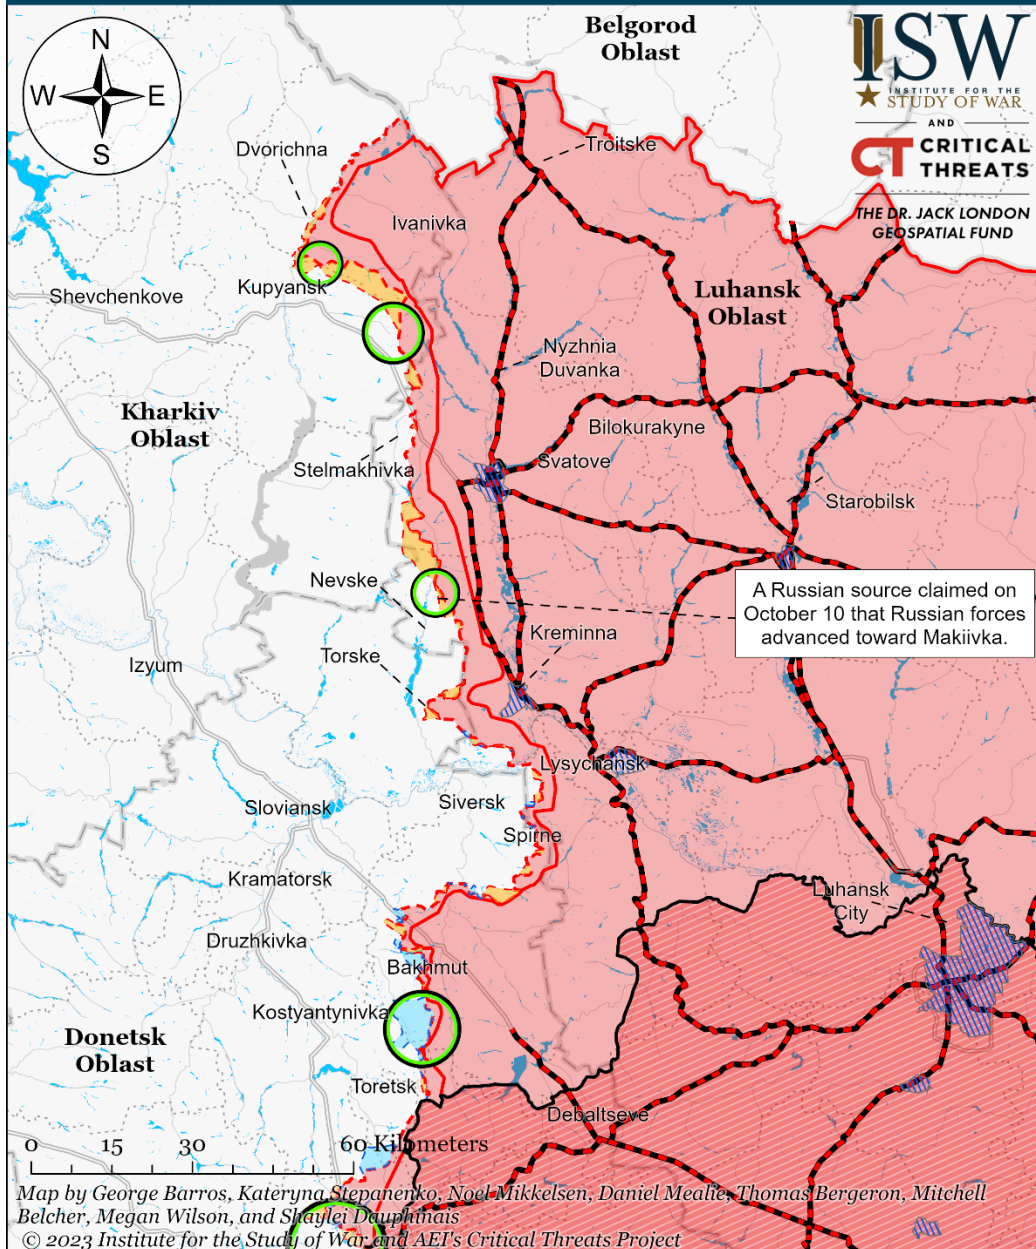 Belgorod
Oblast
ISW
INSTITUTE FOR THE
STUDY OF WAR
AND
CT CRITICAL
THREATS
THE DR. JACK LONDON
GEOSPATIAL FUND
N
W
E
S
Dvorichna
Troitske
Ivanivka
Kupyansk
Shevchenkove
Luhansk
Oblast
Nyzhnia
Duvanka
Kharkiv
Oblast
Bilokurakyne
Stelmakhivka
Svatove
Starobilsk
Nevske
A Russian source claimed on
October 10 that Russian forces
advanced toward Makiivka.
Kreminna
Torske
Izyum
Lysychansk
Sloviansk
Siversk
Spirne
Kramatorsk
Luhansk
City
Druzhkivka
Bakhmut
Kostyantynivka
Donetsk
Oblast
Toretsk
Debaltseve
0 15 30 60 Kilometers
Map by George Barros, Kateryna Stepanenko, Noel Mikkelsen, Daniel Mealie, Thomas Bergeron, Mitchell
Belcher, Megan Wilson, and Shaylei Dauphinais
© 2023 Institute for the Study of War and AEI's Critical Threats Project